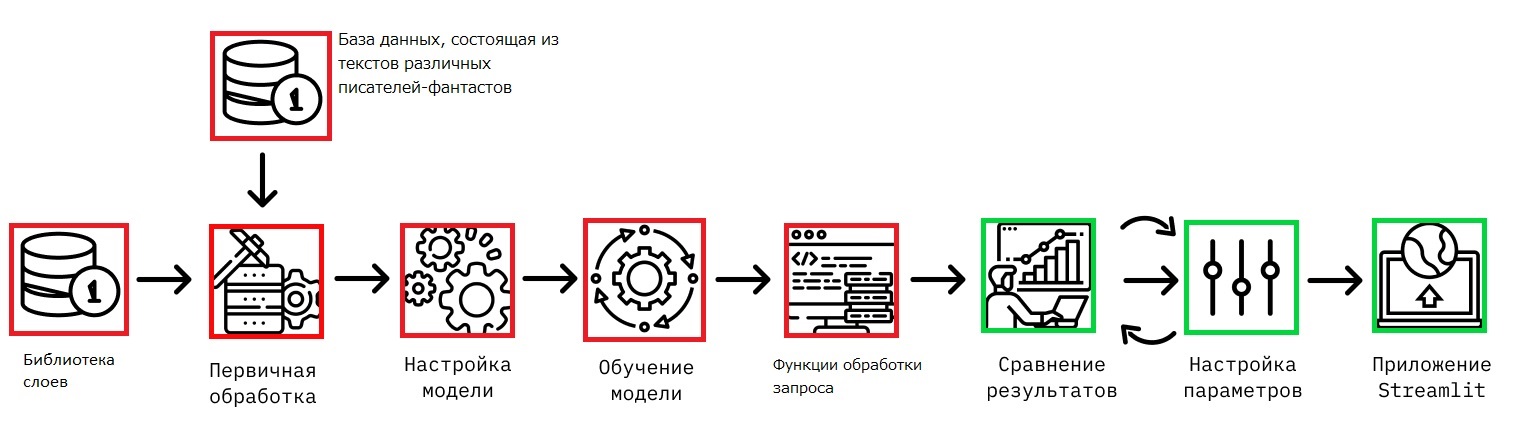 База данных, состоящая из
текстов различных
писателей-фантастов
1
1
Библиотека
слоев
Первичная
обработка
Настройка
модели
Обучение
модели
Функции обработки
запроса
Сравнение
результатов
Настройка
параметров
Приложение
Streamlit